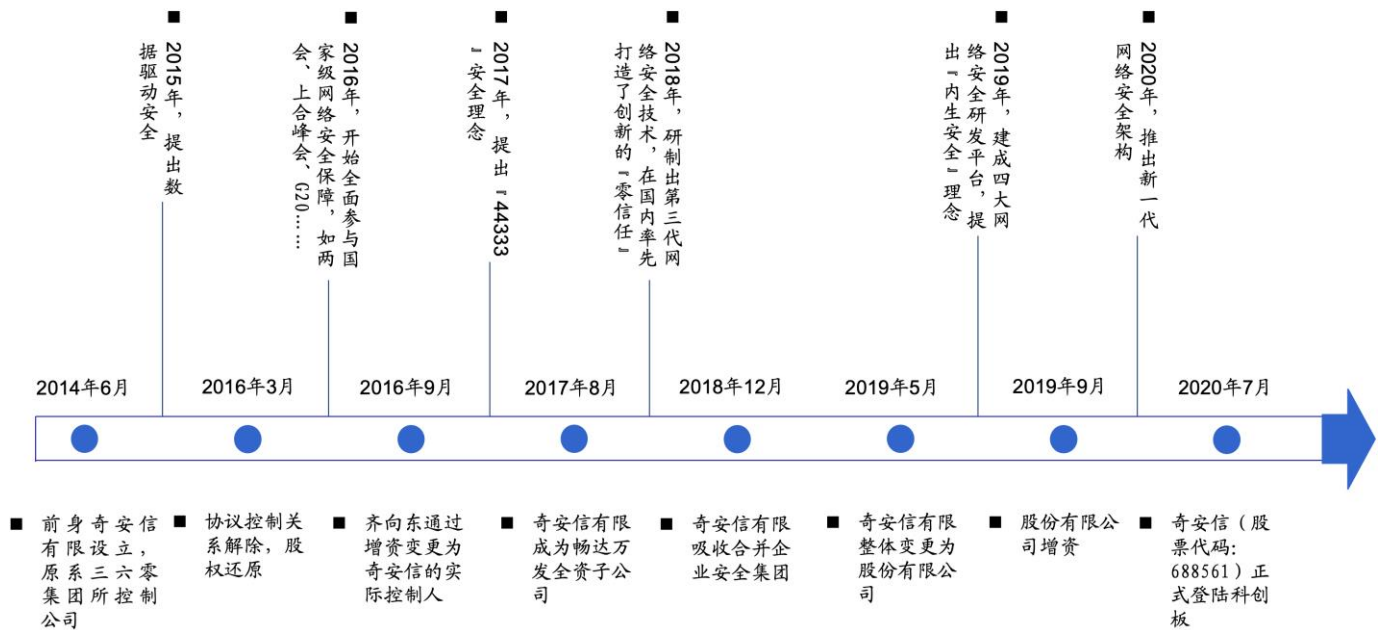 ■ 2015年，提出数
据驱动安全
■ 2016年，开始全面参与国
家级网络安全保障，如两
会、上合峰会、G20……
■ 2017年，提出『44333
』安全理念
■ 2018年，研制出第三代网
络安全技术，在国内率先
打造了创新的『零信任』
■ 2019年，建成四大网
络安全研发平台，提
出『内生安全』理念
■ 2020年，推出新一代
网络安全架构
2014年6月
2016年3月
2016年9月
2017年8月
2018年12月
2019年5月
2019年9月
2020年7月
■ 前身奇安信
有限设立，
原系三六零
集团所控制
公司
■ 协议控制关
系解除，股
权还原
■ 齐向东通过
增资变更为
奇安信的实
际控制人
■ 奇安信有限
成为畅达万
发全资子公
司
■ 奇安信有限
吸收合并企
业安全集团
■ 奇安信有限
整体变更为
股份有限公
司
■ 股份有限公
司增资
■ 奇安信（股
票代码：
688561）正
式登陆科创
板